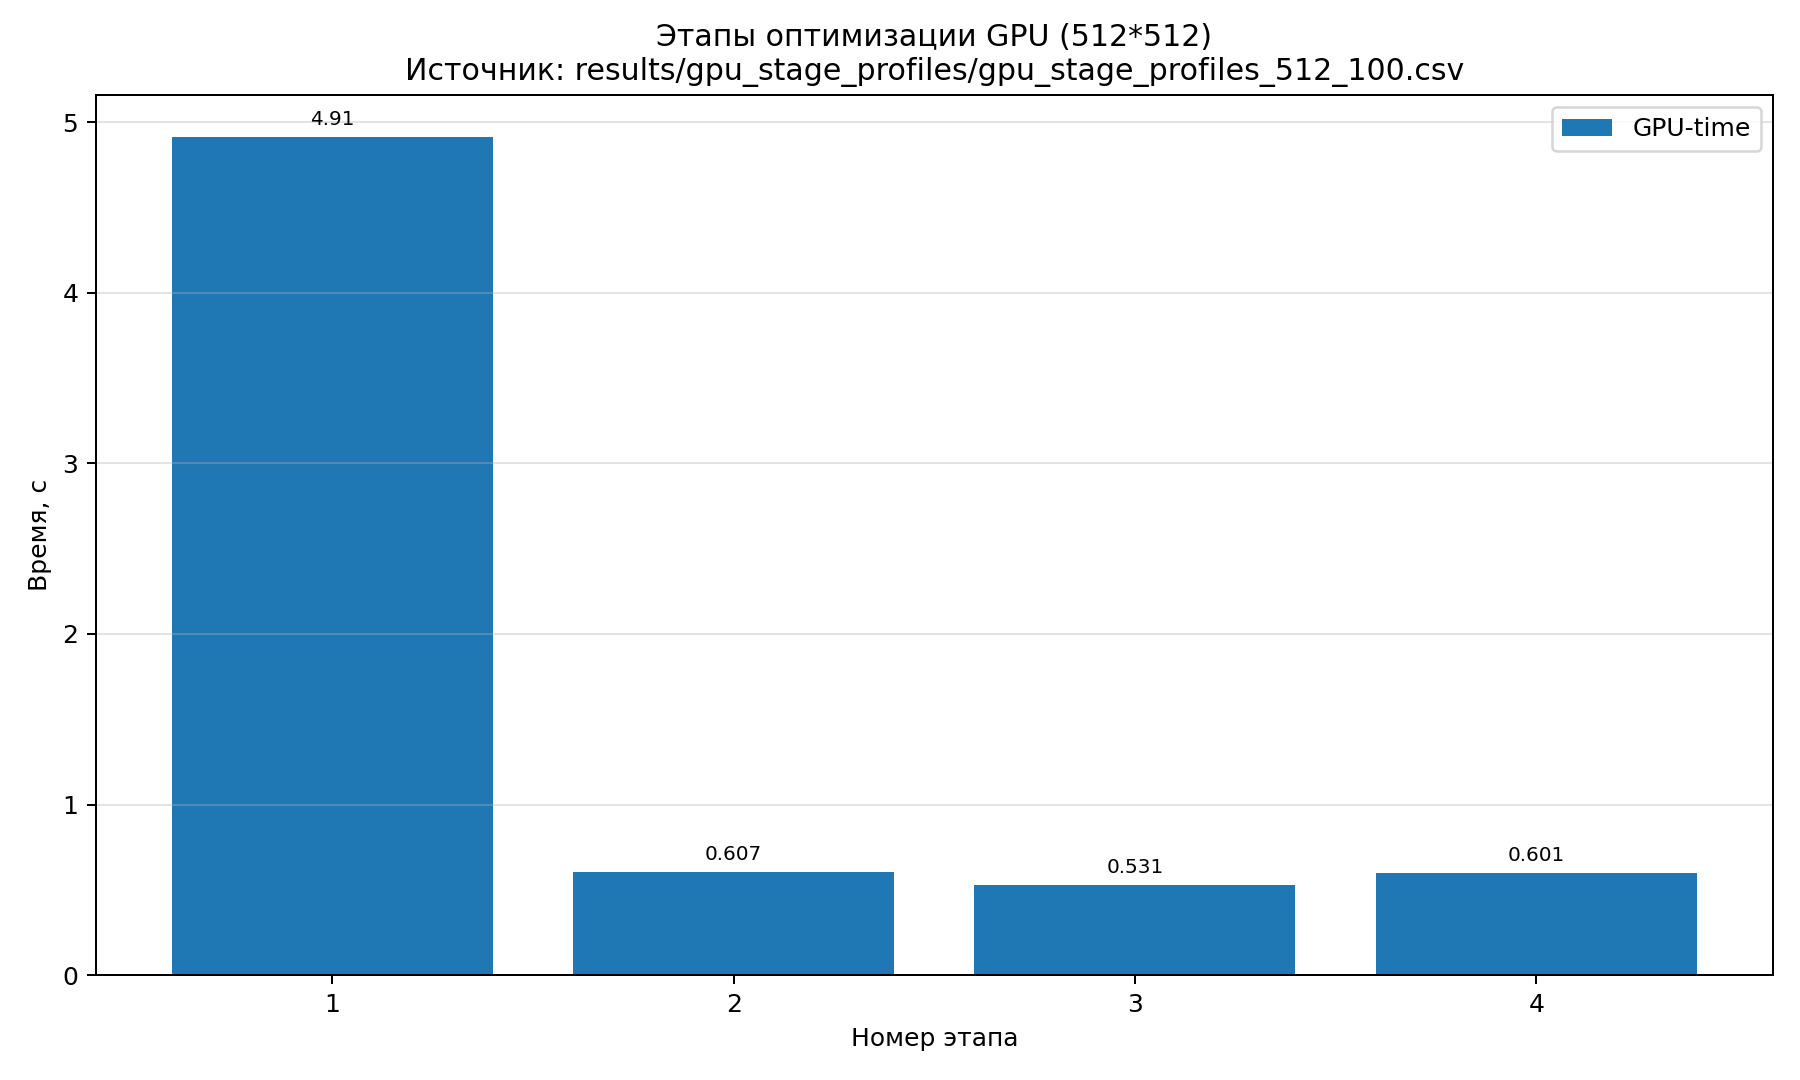 Этапы оптимизации GPU (512*512)
Источник: results/gpu_stage_profiles/gpu_stage_profiles_512_100.csv
GPU-time
Время, с
5
4
3
2
1
0
4.91
0.607
0.531
0.601
1
2
3
4
Номер этапа